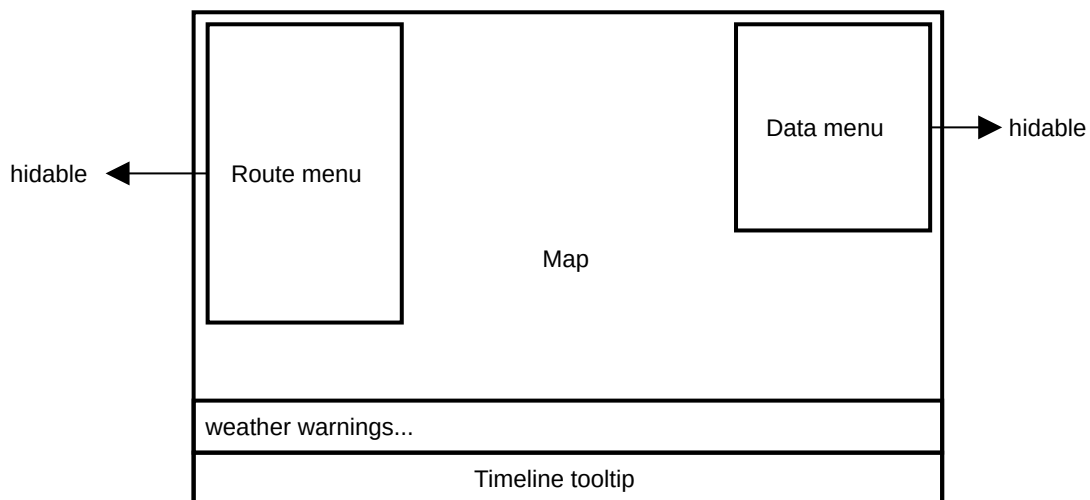 Data menu
hidable
hidable
Route menu
Map
weather warnings...
Timeline tooltip